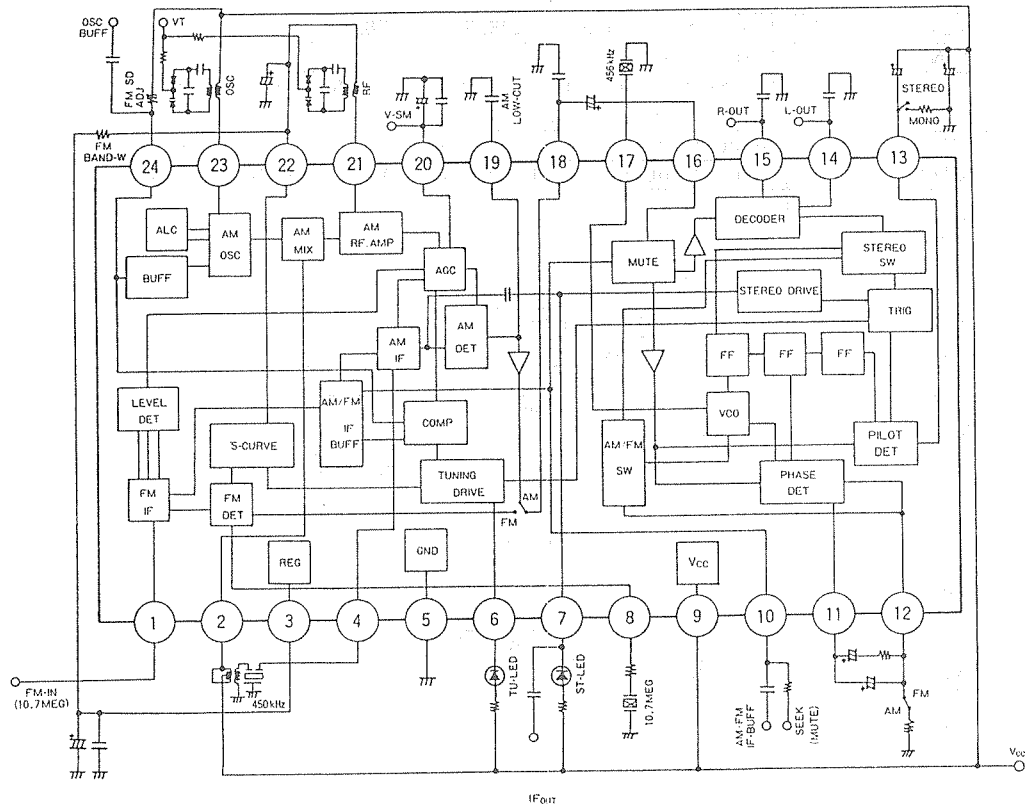 OSC
BUFF
VT
FM SD
ADJ
OSC
RF
V-SM
AM
LOW-CUT
456kHz
R-OUT
L-OUT
STEREO
MONO
FM
BAND-W
24
23
22
21
20
19
18
17
16
15
14
13
ALC
AM
OSC
AM
MIX
AM
RF.AMP
BUFF
AGC
MUTE
DECODER
STEREO
SW
STEREO DRIVE
TRIG
AM
IF
AM
DET
FF
FF
FF
LEVEL
DET
AM/FM
IF
BUFF
COMP
VCO
'S-CURVE
AM/FM
SW
PILOT
DET
TUNING
DRIVE
PHASE
DET
FM
IF
FM
DET
AM
FM
REG
GND
Vcc
1
2
3
4
5
6
7
8
9
10
11
12
FM-IN
(10.7MEG)
450kHz
TU-LED
ST-LED
10.7MEG
AM/FM
IF-BUFF
SEEK
(MUTE)
FM
AM
Vcc
IFOUT